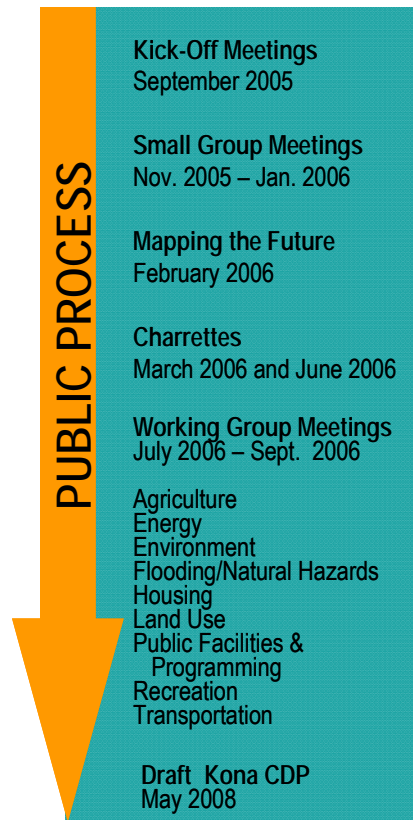 PUBLIC PROCESS
Kick-Off Meetings
September 2005
Small Group Meetings
Nov. 2005 – Jan. 2006
Mapping the Future
February 2006
Charrettes
March 2006 and June 2006
Working Group Meetings
July 2006 – Sept. 2006
Agriculture
Energy
Environment
Flooding/Natural Hazards
Housing
Land Use
Public Facilities &
Programming
Recreation
Transportation
Draft Kona CDP
May 2008